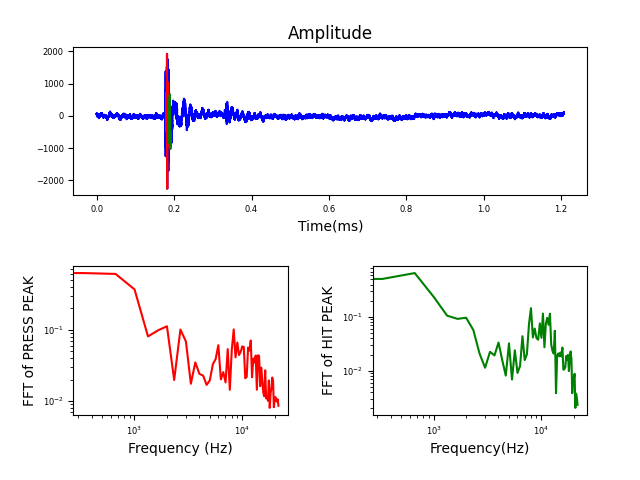 Amplitude
2000
1000
0
−1000
−2000
0.0 0.2 0.4 0.6 0.8 1.0 1.2
Time(ms)
FFT of PRESS PEAK
10⁻¹
10⁻²
10³ 10⁴
Frequency (Hz)
FFT of HIT PEAK
10⁻¹
10⁻²
10³ 10⁴
Frequency(Hz)